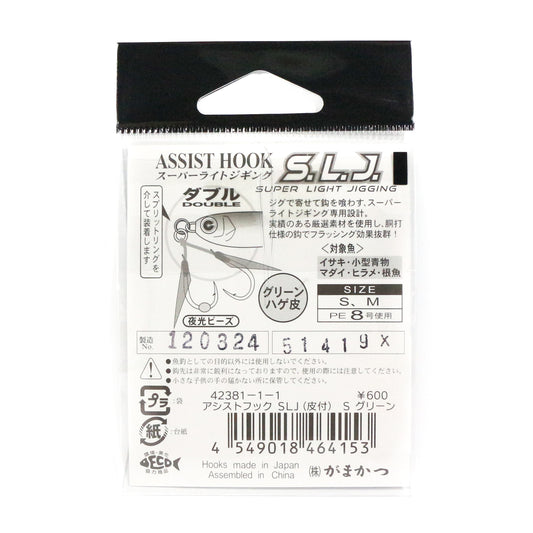 ASSIST HOOK
スーパーライトジギング
S.L.J.
SUPER LIGHT JIGGING
ダブル
DOUBLE
スプリットリングを
介して装着します
ジグで寄せて鈎を喰わす、スーパー
ライトジギング専用設計。
実績のある厳選素材を使用し、胴打
仕様の鈎でフラッシング効果抜群!
〈対象魚〉
イサキ・小型青物
マダイ・ヒラメ・根魚
グリーン
ハゲ皮
夜光ビーズ
SIZE
S、M
PE 8号使用
製造
No.
120324 51419 X
●魚釣としての目的以外には使用しないでください。
●鈎先は非常に鋭利になっておりますので、使用の際には注意してください。
●小さな子供の手の届かない所に保管してください。
プラ :袋
紙 :台紙
42381-1-1 ¥600
アシストフック SLJ(皮付) S グリーン
4 549018 464153
ECO
Hooks made in Japan
Assembled in China
(株) がまかつ